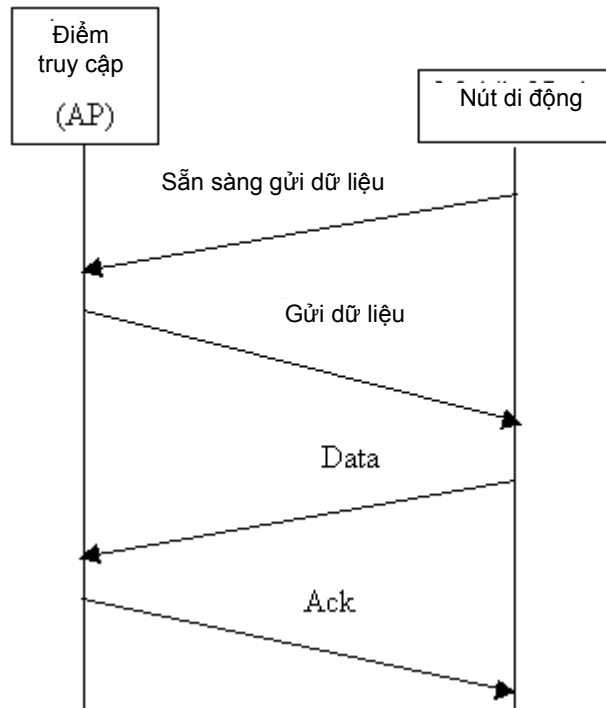 Điểm
truy cập
(AP)
Nút di động
Sẵn sàng gửi dữ liệu
Gửi dữ liệu
Data
Ack